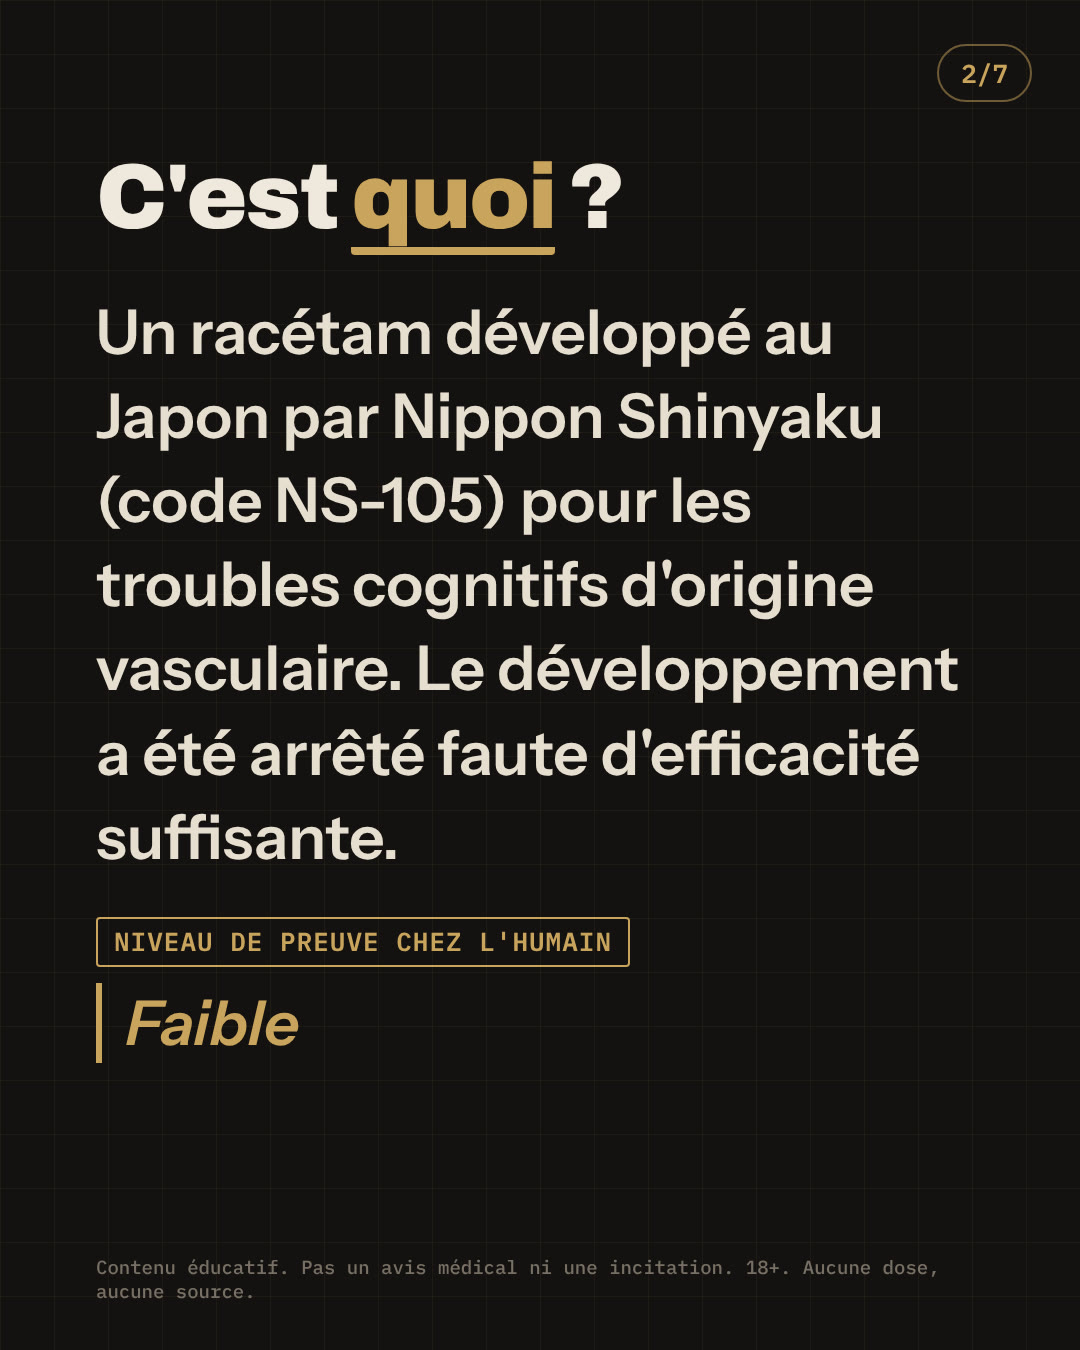 2/7
C'est quoi ?
Un racétam développé au
Japon par Nippon Shinyaku
(code NS-105) pour les
troubles cognitifs d'origine
vasculaire. Le développement
a été arrêté faute d'efficacité
suffisante.
NIVEAU DE PREUVE CHEZ L'HUMAIN
Faible
Contenu éducatif. Pas un avis médical ni une incitation. 18+. Aucune dose,
aucune source.